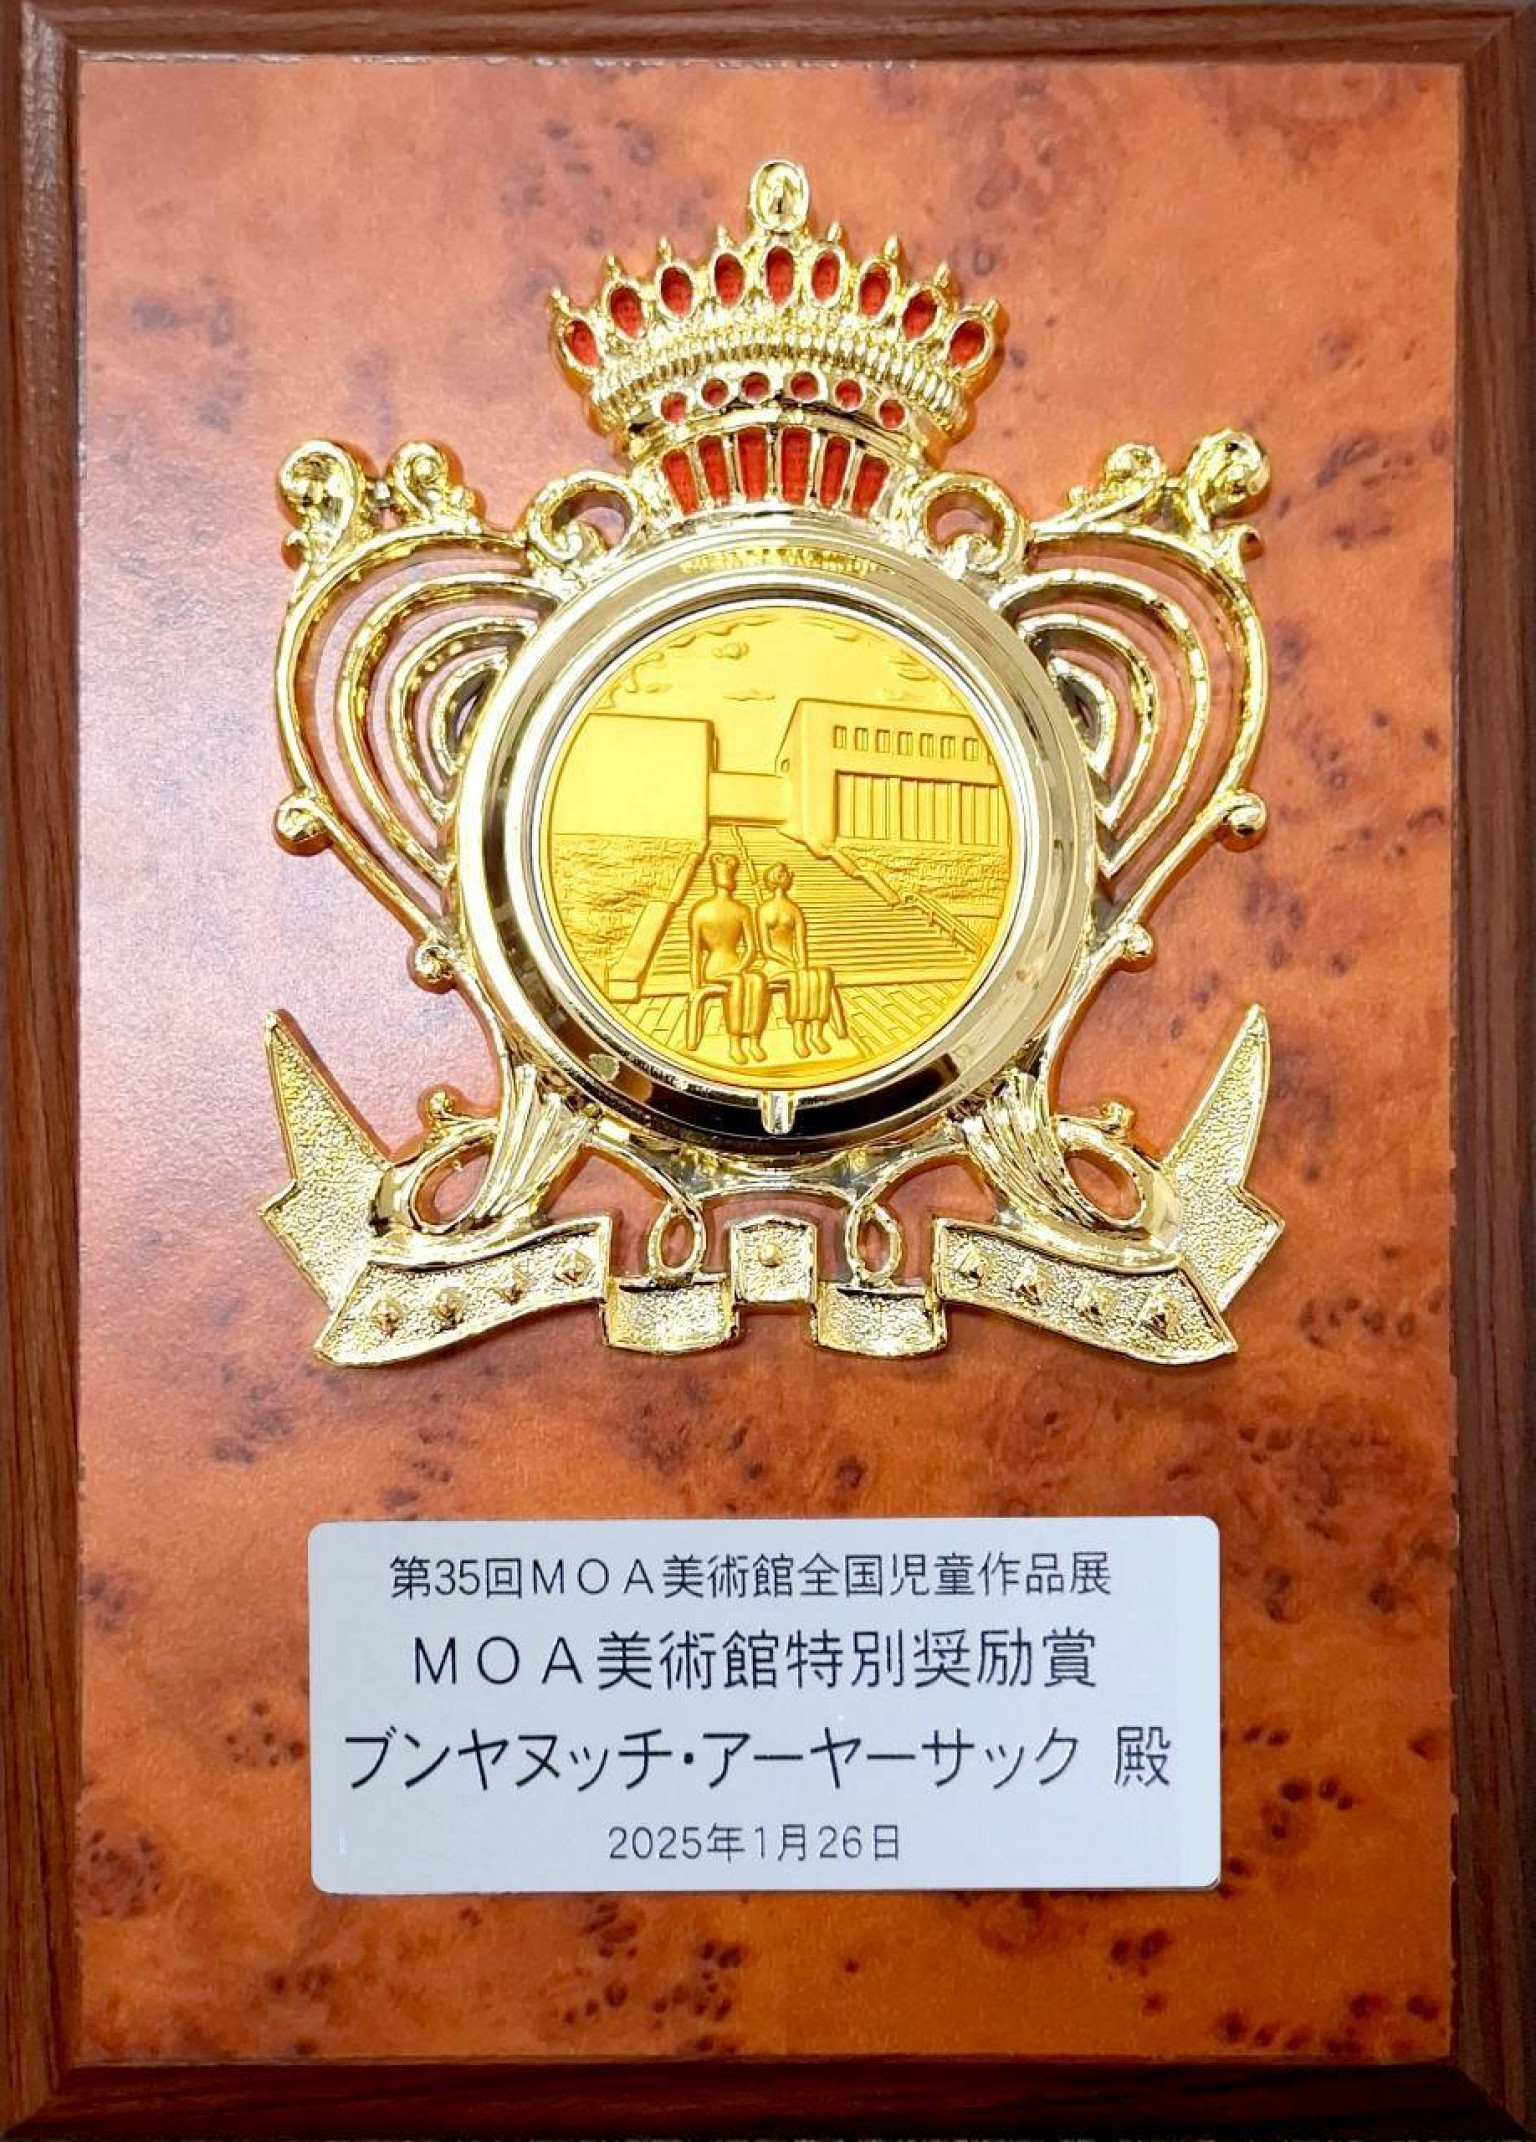 第35回ＭＯＡ美術館全国児童作品展
ＭＯＡ美術館特別奨励賞
ブンヤヌッチ・アーヤーサック 殿
2025年1月26日